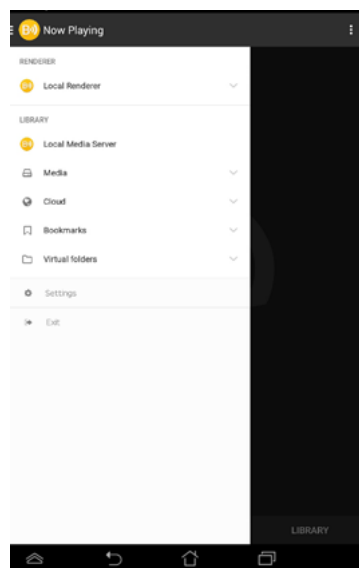 Now Playing
RENDERER
Local Renderer
LIBRARY
Local Media Server
Media
Cloud
Bookmarks
Virtual folders
Settings
Exit
LIBRARY